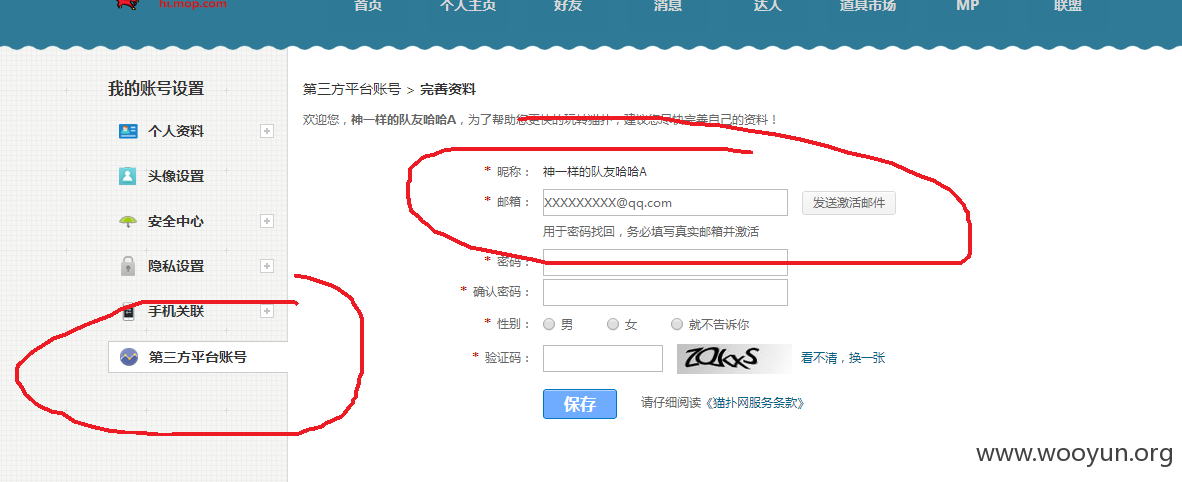 hi.mop.com
首页 个人主页 好友 消息 达人 道具市场 MP 联盟
我的账号设置
个人资料
头像设置
安全中心
隐私设置
手机关联
第三方平台账号
第三方平台账号 > 完善资料
欢迎您，神一样的队友哈哈A，为了帮助您更快的玩转猫扑，建议您尽快完善自己的资料！
* 昵称： 神一样的队友哈哈A
* 邮箱： XXXXXXXXX@qq.com 发送激活邮件
用于密码找回，务必填写真实邮箱并激活
* 密码：
* 确认密码：
* 性别： 男 女 就不告诉你
* 验证码： ZQkxS 看不清，换一张
保存 请仔细阅读《猫扑网服务条款》
www.wooyun.org